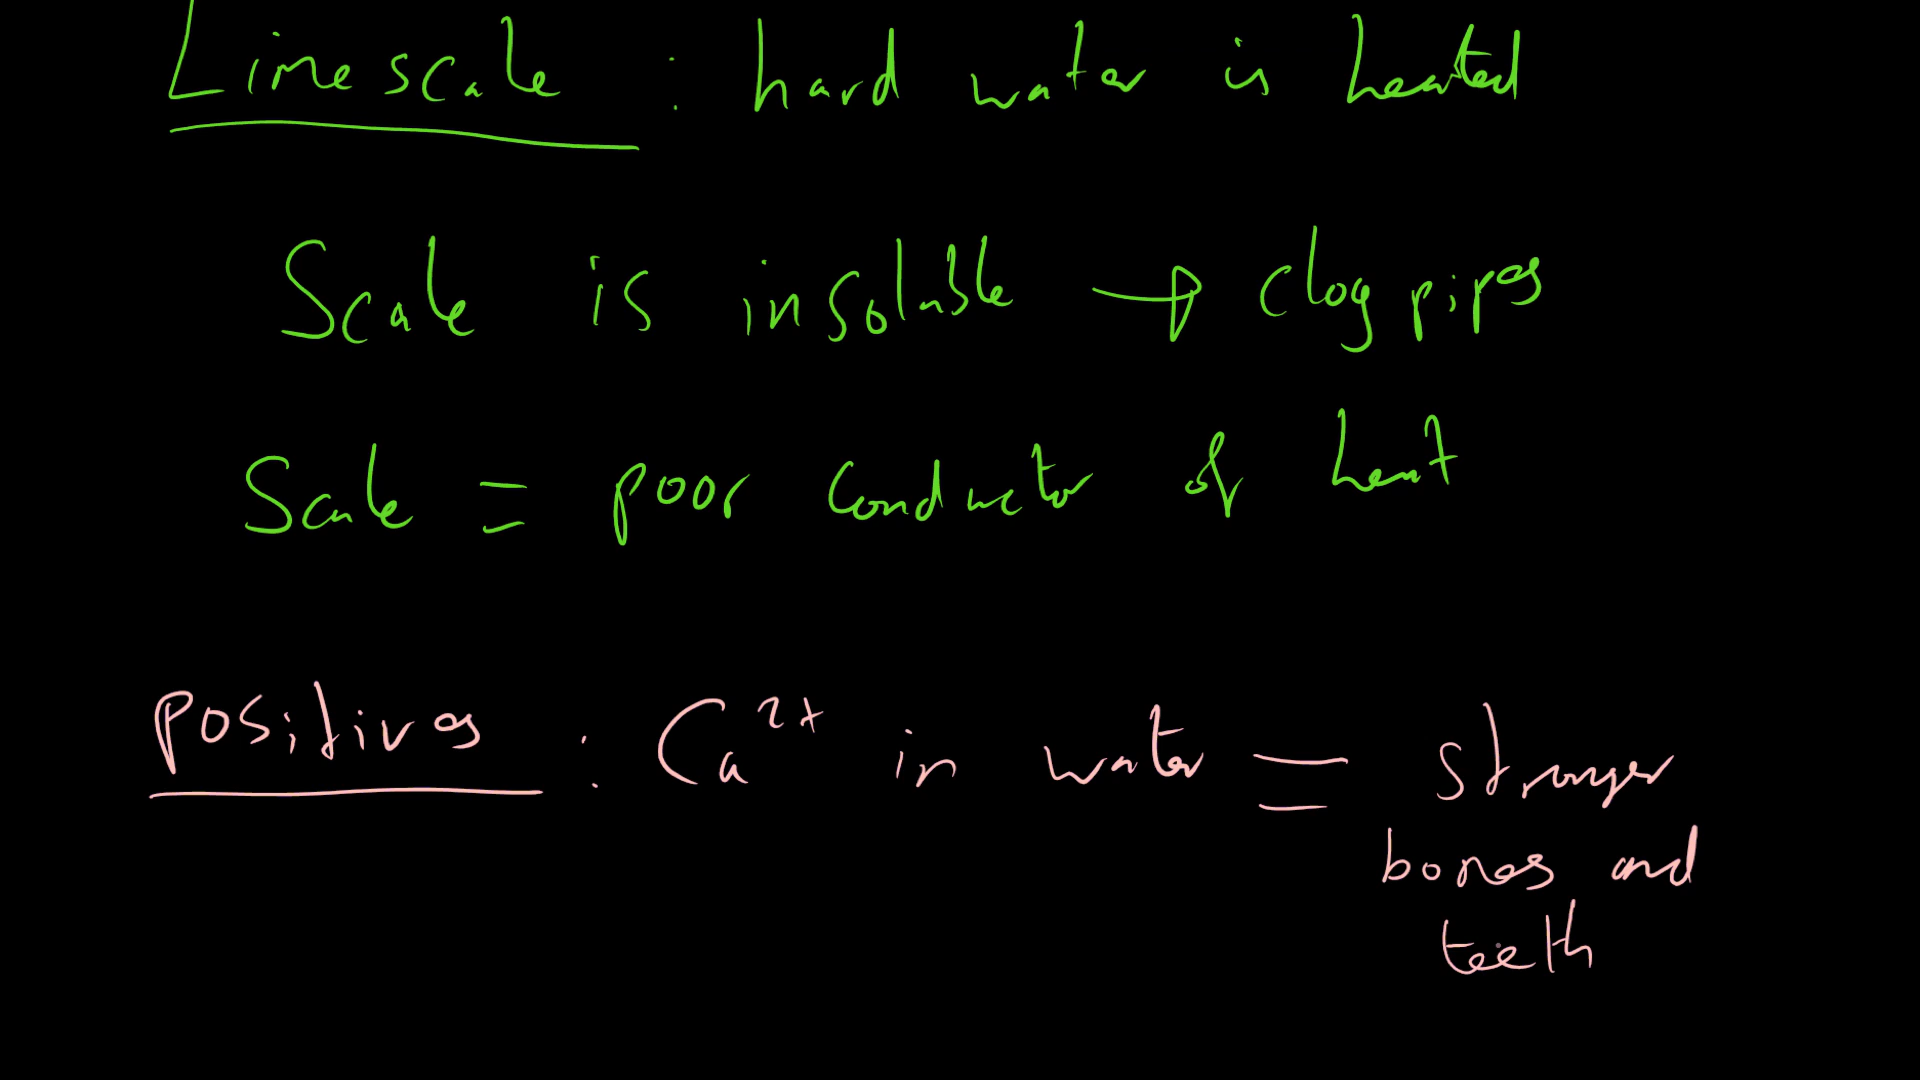 Limescale : hard water is heated
Scale is insoluble → clog pipes
Scale = poor conductor of heat
Positives : Ca²⁺ in water = stronger
bones and
teeth